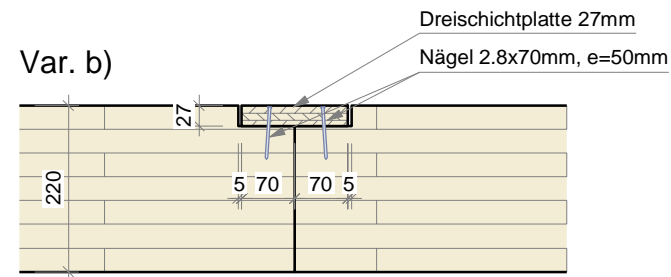 Dreischichtplatte 27mm
Nägel 2.8x70mm, e=50mm
Var. b)
27
220
5 70 70 5